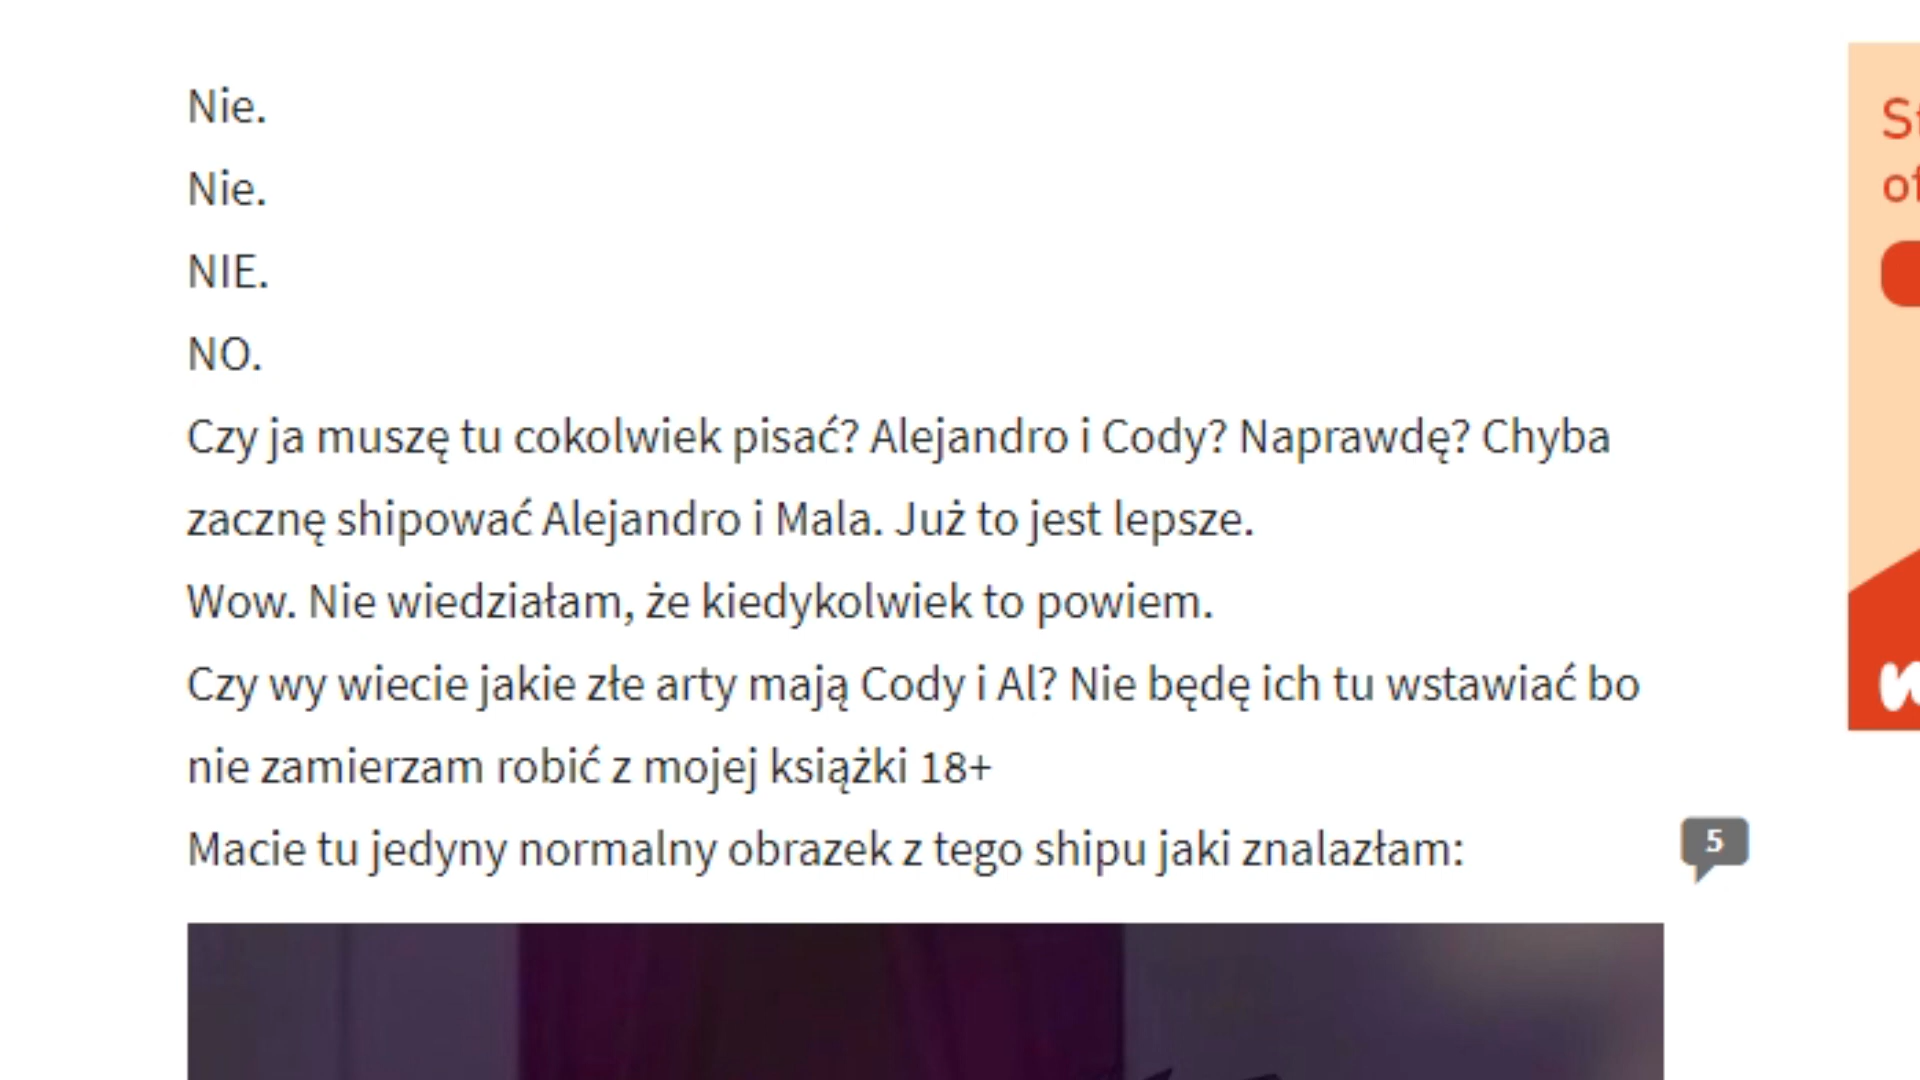 Nie.
Nie.
NIE.
NO.
Czy ja muszę tu cokolwiek pisać? Alejandro i Cody? Naprawdę? Chyba
zacznę shipować Alejandro i Mala. Już to jest lepsze.
Wow. Nie wiedziałam, że kiedykolwiek to powiem.
Czy wy wiecie jakie złe arty mają Cody i Al? Nie będę ich tu wstawiać bo
nie zamierzam robić z mojej książki 18+
Macie tu jedyny normalny obrazek z tego shipu jaki znalazłam:
5